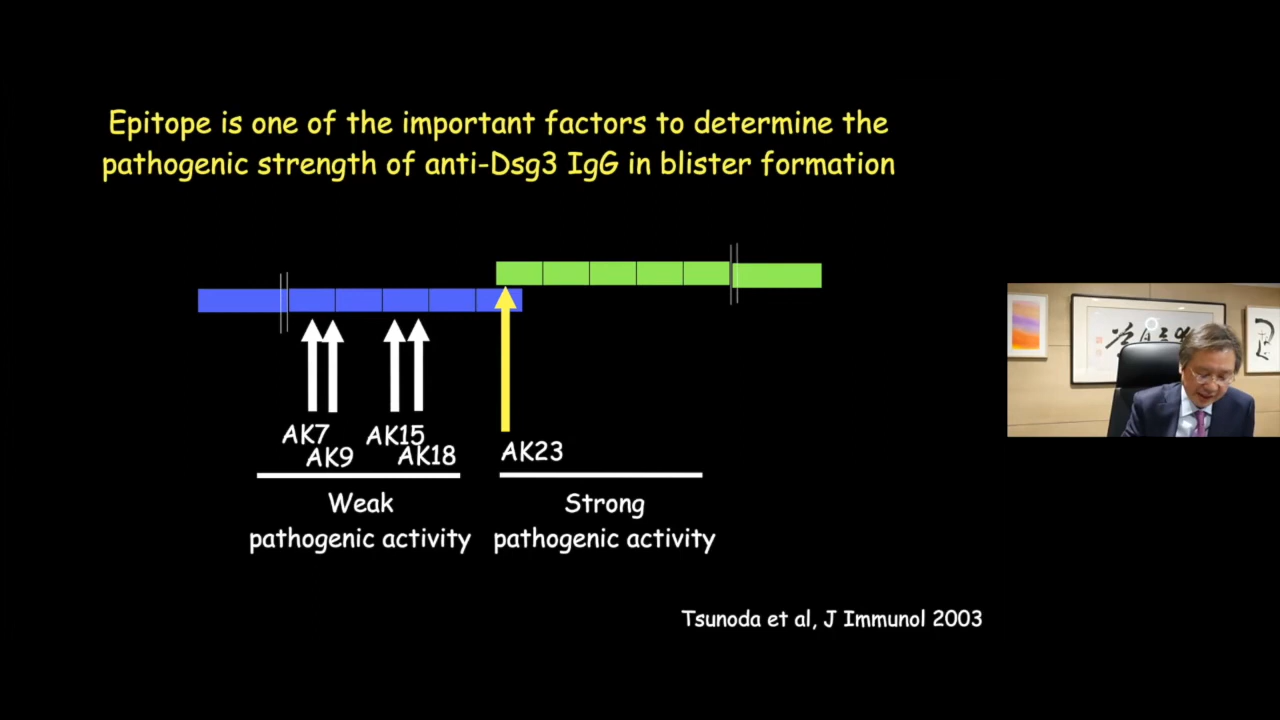 Epitope is one of the important factors to determine the
pathogenic strength of anti-Dsg3 IgG in blister formation
AK7
AK9
AK15
AK18
AK23
Weak
pathogenic activity
Strong
pathogenic activity
Tsunoda et al, J Immunol 2003